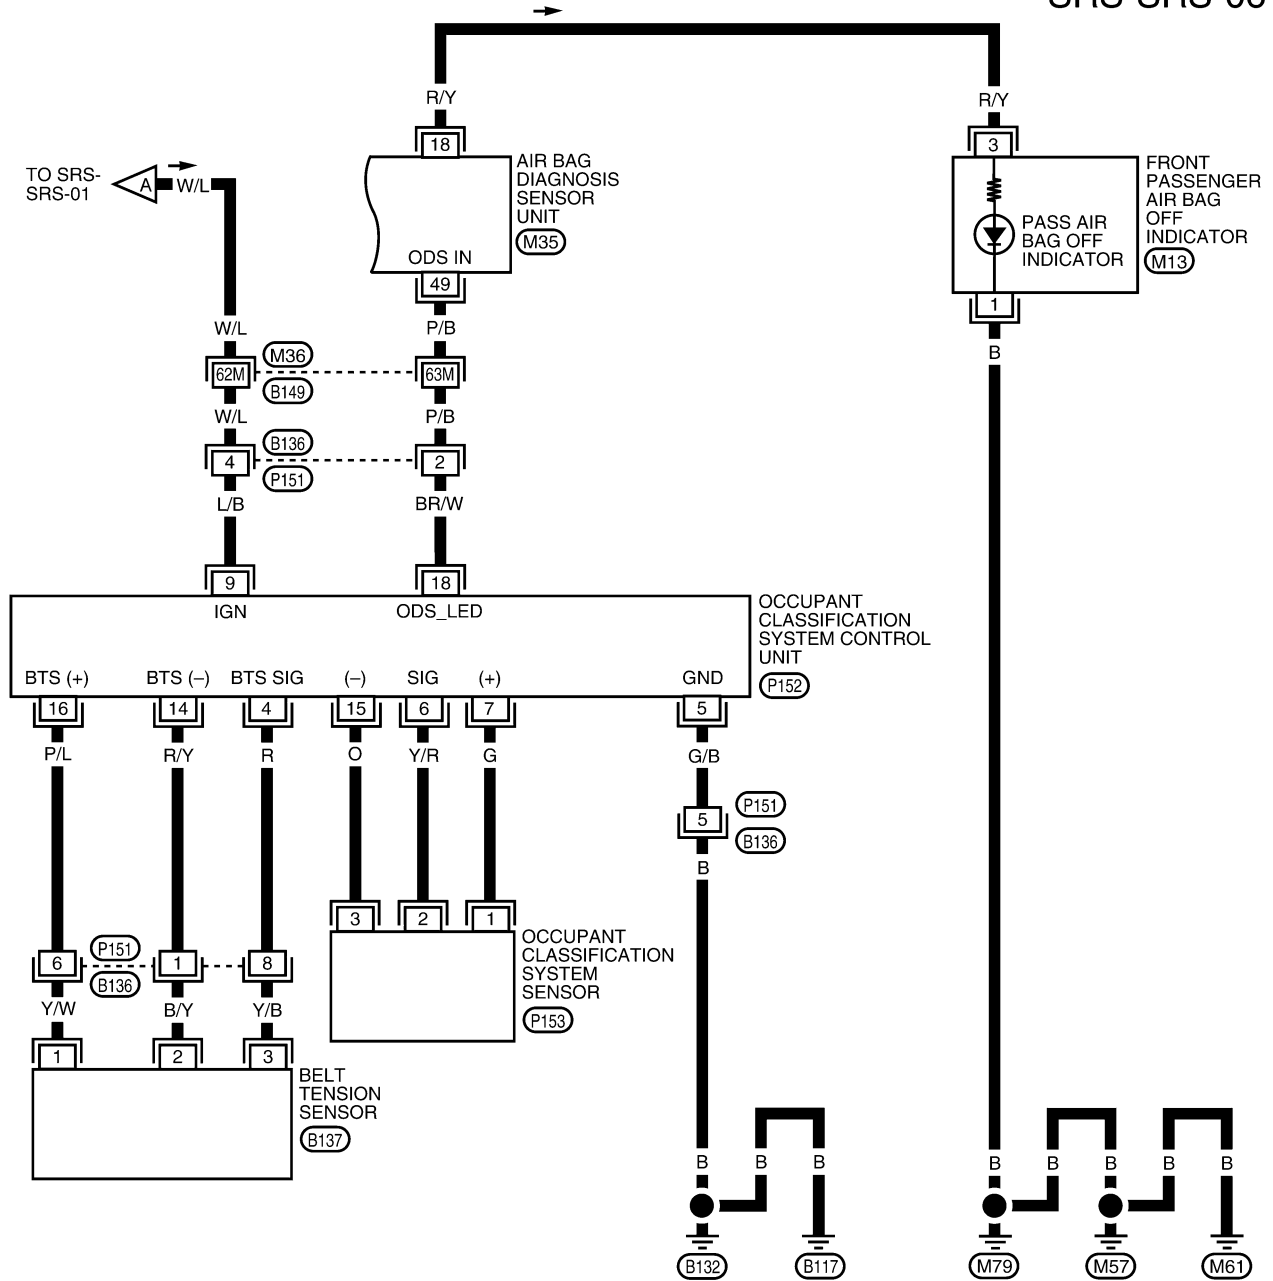 R/Y
R/Y
18
3
TO SRS-
SRS-01
A
W/L
AIR BAG
DIAGNOSIS
SENSOR
UNIT
M35
ODS IN
49
FRONT
PASSENGER
AIR BAG
OFF
INDICATOR
M13
PASS AIR
BAG OFF
INDICATOR
1
B
W/L
P/B
62M
M36
B149
63M
W/L
P/B
4
B136
P151
2
L/B
BR/W
9
18
IGN
ODS_LED
OCCUPANT
CLASSIFICATION
SYSTEM CONTROL
UNIT
P152
BTS (+)
BTS (–)
BTS SIG
(–)
SIG
(+)
GND
16
14
4
15
6
7
5
P/L
R/Y
R
O
Y/R
G
G/B
5
P151
B136
B
3
2
1
OCCUPANT
CLASSIFICATION
SYSTEM
SENSOR
P153
6
P151
B136
1
8
Y/W
B/Y
Y/B
1
2
3
BELT
TENSION
SENSOR
B137
B
B
B
B
B
B
B
B
B132
B117
M79
M57
M61